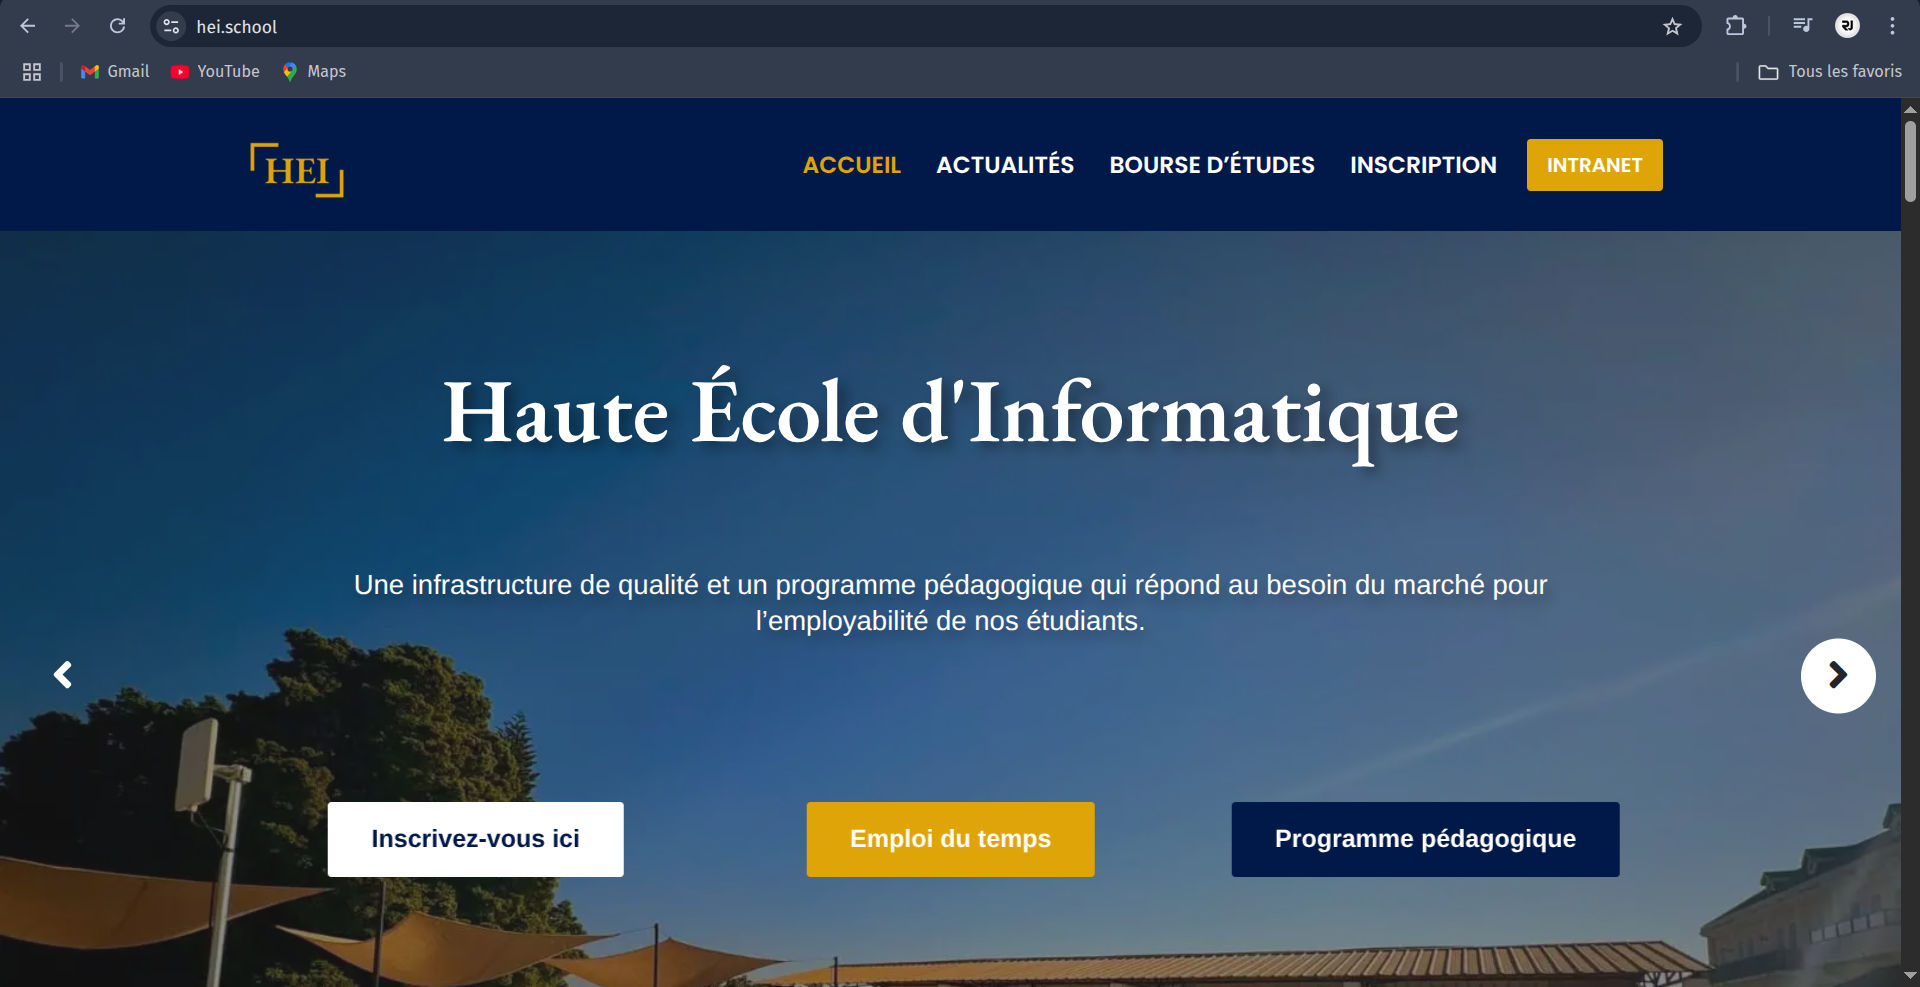 hei.school
Gmail
YouTube
Maps
Tous les favoris
HEI
ACCUEIL
ACTUALITÉS
BOURSE D’ÉTUDES
INSCRIPTION
INTRANET
Haute École d'Informatique
Une infrastructure de qualité et un programme pédagogique qui répond au besoin du marché pour
l’employabilité de nos étudiants.
Inscrivez-vous ici
Emploi du temps
Programme pédagogique